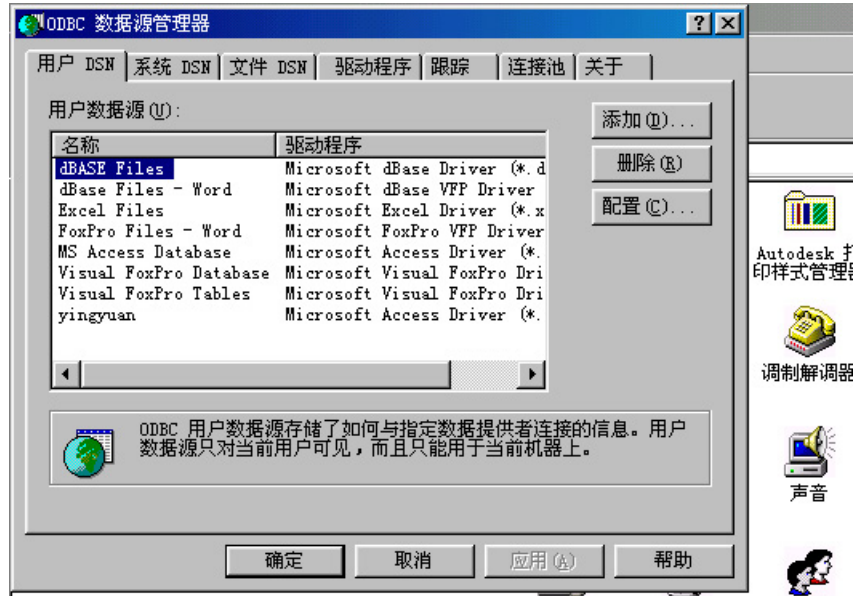 ODBC 数据源管理器
用户 DSN 系统 DSN 文件 DSN 驱动程序 跟踪 连接池 关于
用户数据源(U):
添加(D)...
名称 驱动程序
dBASE Files Microsoft dBase Driver (*.d
删除(R)
dBase Files - Word Microsoft dBase VFP Driver
Excel Files Microsoft Excel Driver (*.x
配置(C)...
FoxPro Files - Word Microsoft FoxPro VFP Driver
MS Access Database Microsoft Access Driver (*.
Visual FoxPro Database Microsoft Visual FoxPro Dri
Visual FoxPro Tables Microsoft Visual FoxPro Dri
yingyuan Microsoft Access Driver (*.
ODBC 用户数据源存储了如何与指定数据提供者连接的信息。用户
数据源只对当前用户可见，而且只能用于当前机器上。
确定 取消 应用(A) 帮助
Autodesk 打
印样式管理器
调制解调器
声音